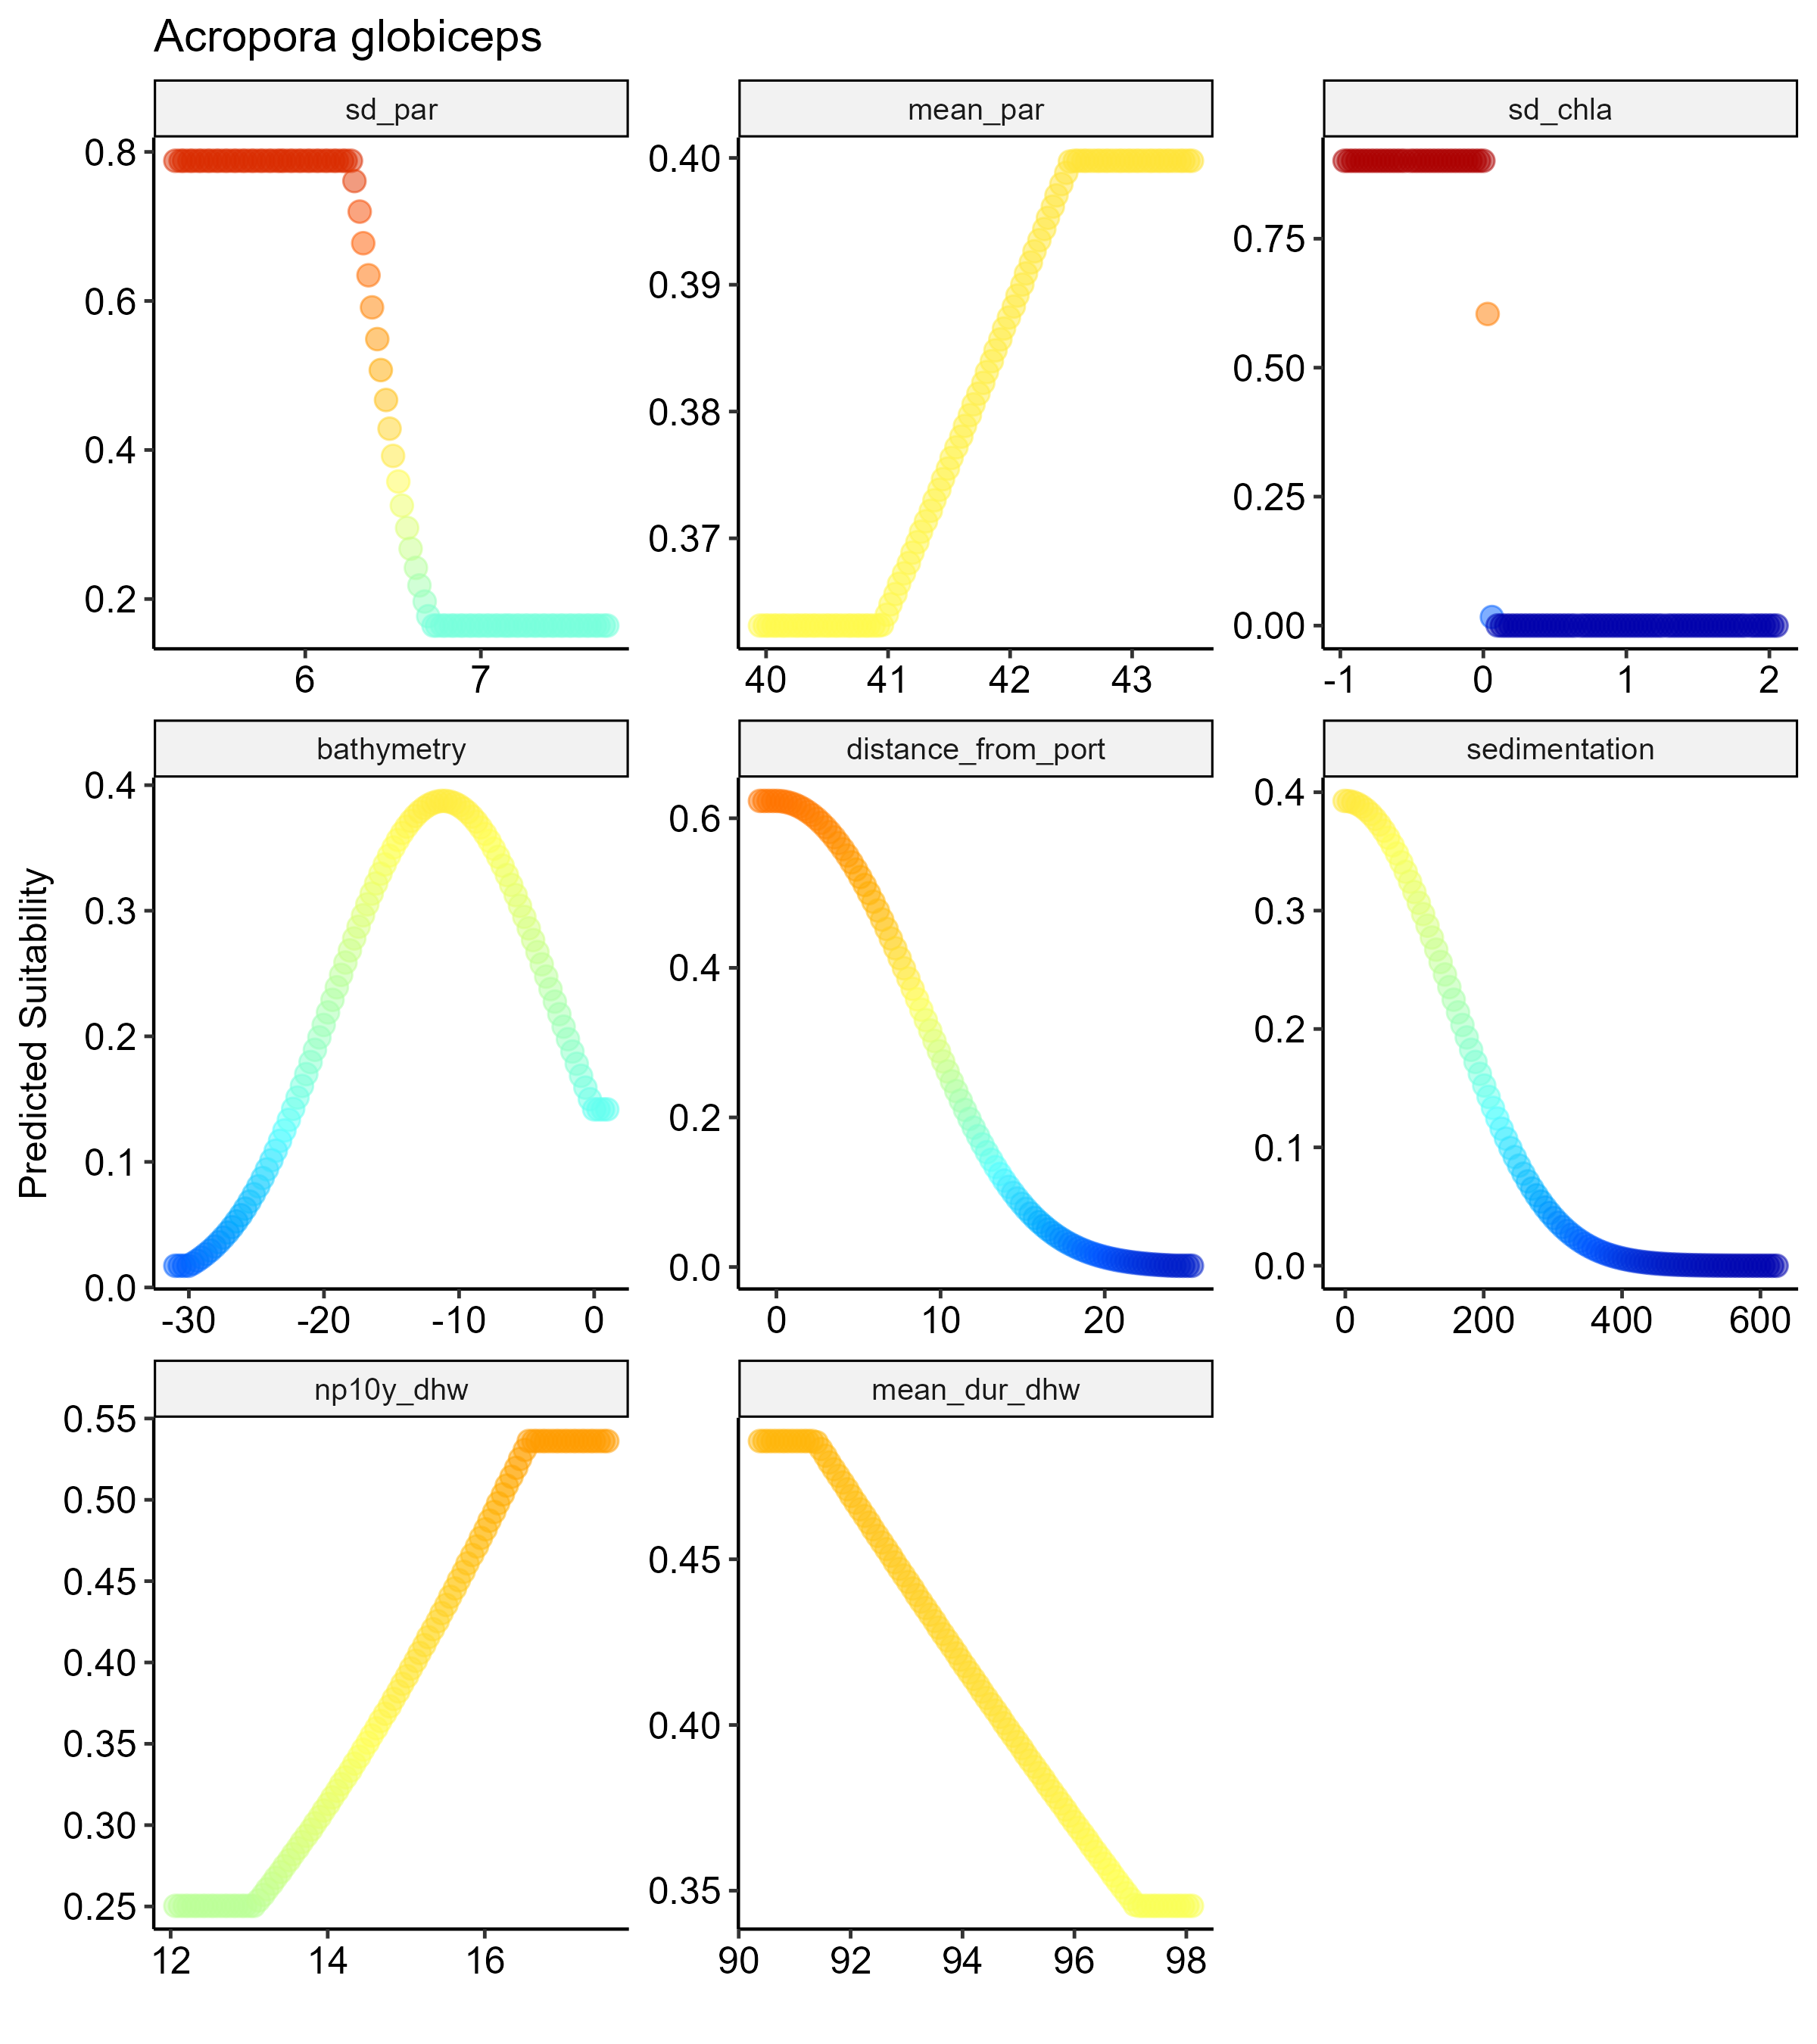 Acropora globiceps
sd_par
mean_par
sd_chla
0.8
0.6
0.4
0.2
6 7
0.40
0.39
0.38
0.37
40 41 42 43
0.75
0.50
0.25
0.00
-1 0 1 2
Predicted Suitability
bathymetry
distance_from_port
sedimentation
0.4
0.3
0.2
0.1
0.0
-30 -20 -10 0
0.6
0.4
0.2
0.0
0 10 20
0.4
0.3
0.2
0.1
0.0
0 200 400 600
np10y_dhw
mean_dur_dhw
0.55
0.50
0.45
0.40
0.35
0.30
0.25
12 14 16
0.45
0.40
0.35
90 92 94 96 98